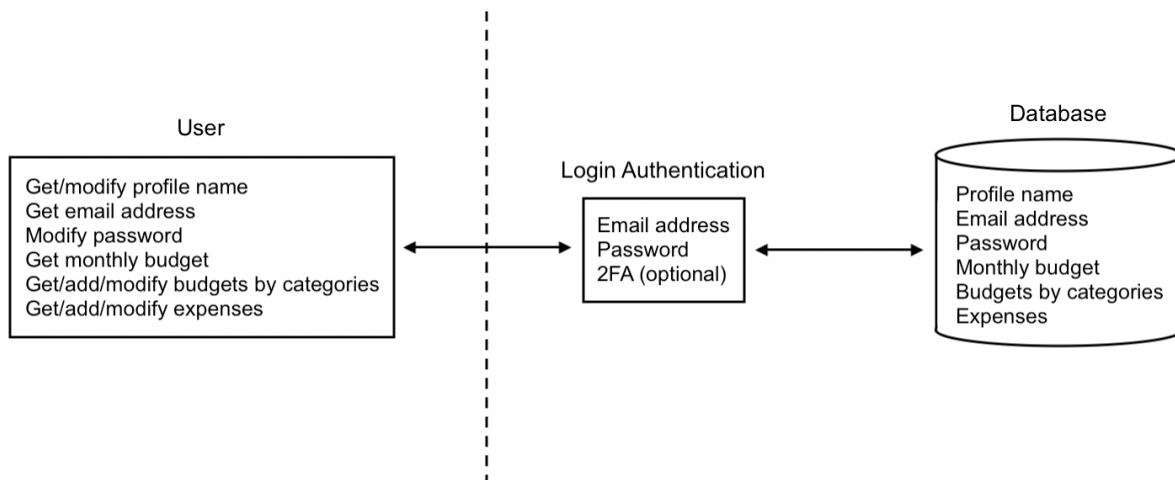 User
Get/modify profile name
Get email address
Modify password
Get monthly budget
Get/add/modify budgets by categories
Get/add/modify expenses
Login Authentication
Email address
Password
2FA (optional)
Database
Profile name
Email address
Password
Monthly budget
Budgets by categories
Expenses